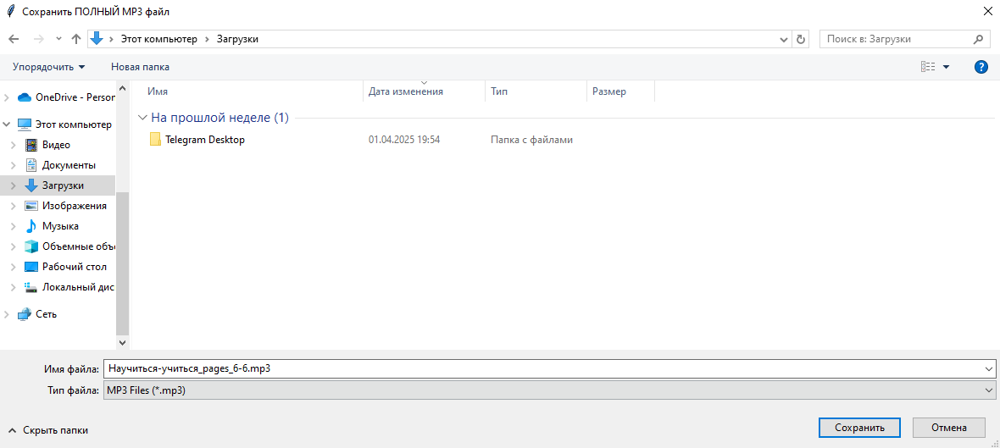 Сохранить ПОЛНЫЙ MP3 файл
Этот компьютер
Загрузки
Поиск в: Загрузки
Упорядочить
Новая папка
Имя
Дата изменения
Тип
Размер
OneDrive - Person
Этот компьютер
Видео
Документы
Загрузки
Изображения
Музыка
Объемные объ
Рабочий стол
Локальный дис
Сеть
На прошлой неделе (1)
Telegram Desktop
01.04.2025 19:54
Папка с файлами
Имя файла: Научиться-учиться_pages_6-6.mp3
Тип файла: MP3 Files (*.mp3)
Скрыть папки
Сохранить
Отмена